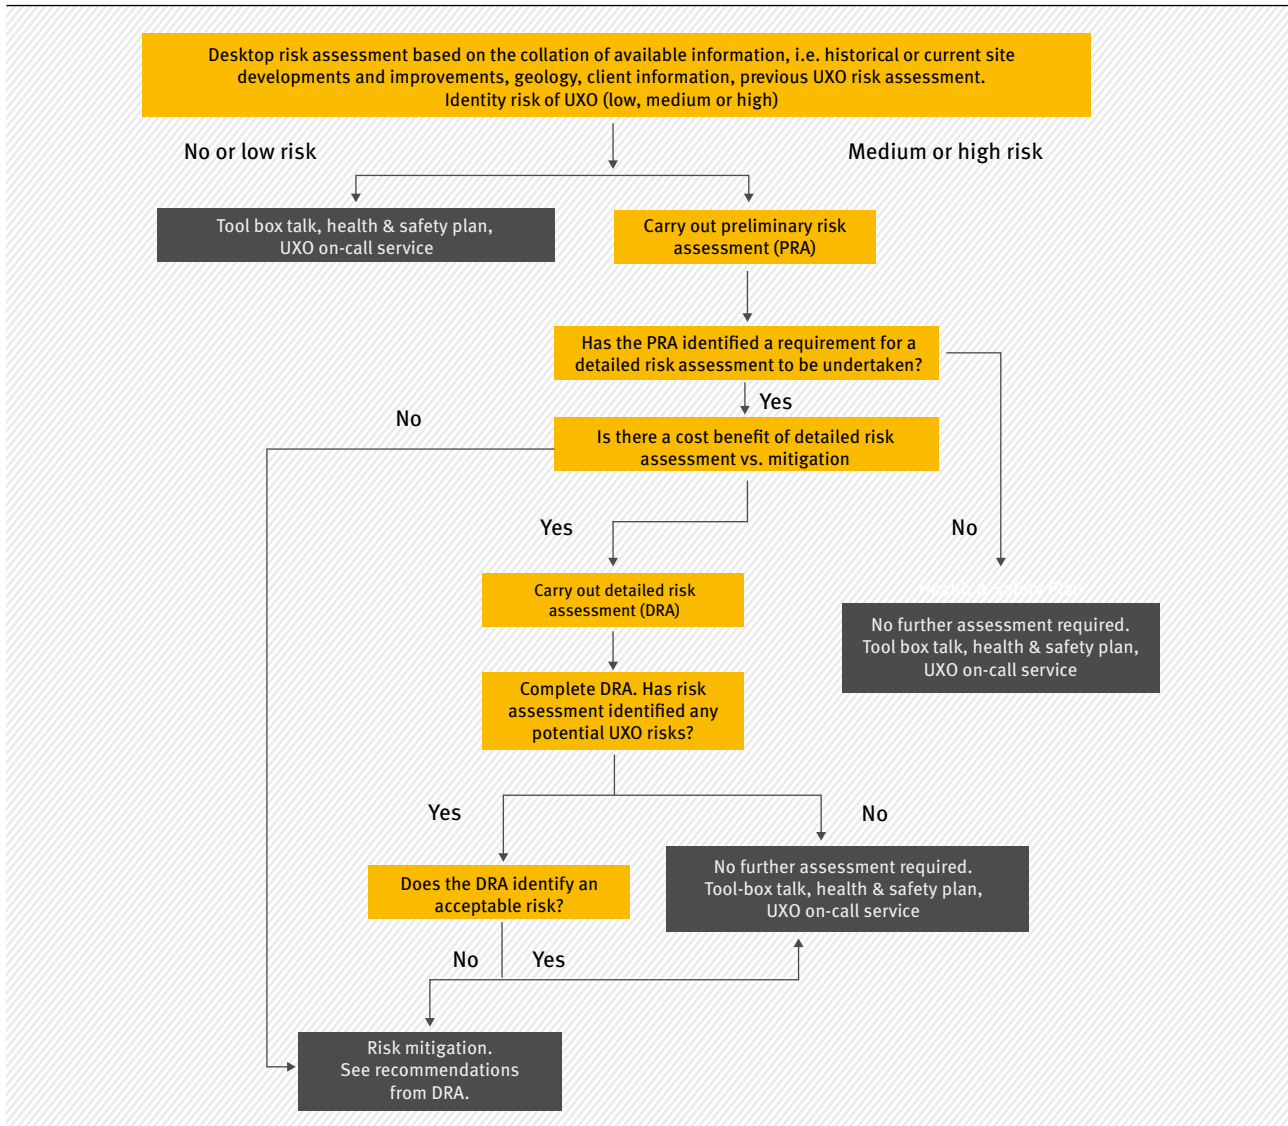 Desktop risk assessment based on the collation of available information, i.e. historical or current site
developments and improvements, geology, client information, previous UXO risk assessment.
Identity risk of UXO (low, medium or high)
No or low risk
Medium or high risk
Tool box talk, health & safety plan,
UXO on-call service
Carry out preliminary risk
assessment (PRA)
Has the PRA identified a requirement for a
detailed risk assessment to be undertaken?
Yes
No
Is there a cost benefit of detailed risk
assessment vs. mitigation
Yes
No
Carry out detailed risk
assessment (DRA)
No further assessment required.
Tool box talk, health & safety plan,
UXO on-call service
Complete DRA. Has risk
assessment identified any
potential UXO risks?
Yes
No
Does the DRA identify an
acceptable risk?
No further assessment required.
Tool-box talk, health & safety plan,
UXO on-call service
No
Yes
Risk mitigation.
See recommendations
from DRA.